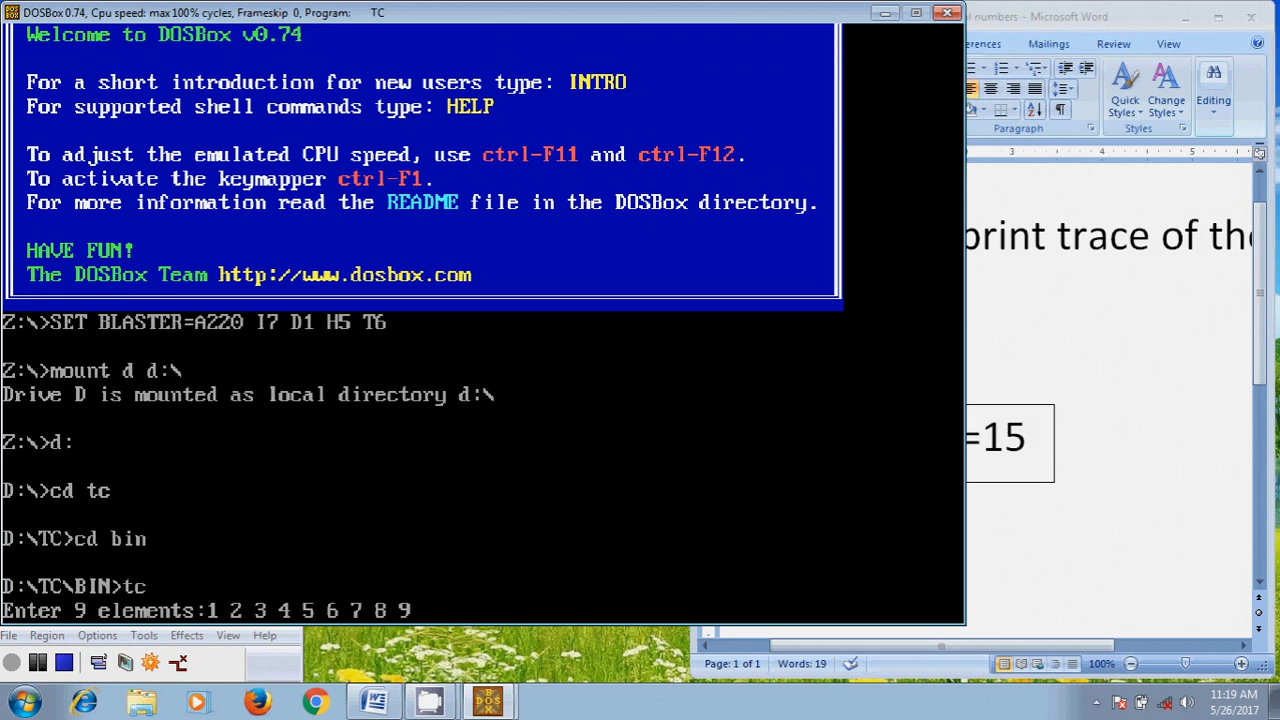 DOSBox 0.74, Cpu speed: max 100% cycles, Frameskip 0, Program: TC
Welcome to DOSBox v0.74
For a short introduction for new users type: INTRO
For supported shell commands type: HELP
To adjust the emulated CPU speed, use ctrl-F11 and ctrl-F12.
To activate the keymapper ctrl-F1.
For more information read the README file in the DOSBox directory.
HAVE FUN!
The DOSBox Team http://www.dosbox.com
Z:\>SET BLASTER=A220 I7 D1 H5 T6
Z:\>mount d d:\
Drive D is mounted as local directory d:\
Z:\>d:
D:\>cd tc
D:\TC>cd bin
D:\TC\BIN>tc
Enter 9 elements:1 2 3 4 5 6 7 8 9
al numbers - Microsoft Word
erences Mailings Review View
Quick Styles
Change Styles
Editing
Paragraph
Styles
3 4 5
print trace of the
=15
File Region Options Tools Effects View Help
Page: 1 of 1 Words: 19 100%
11:19 AM
5/26/2017